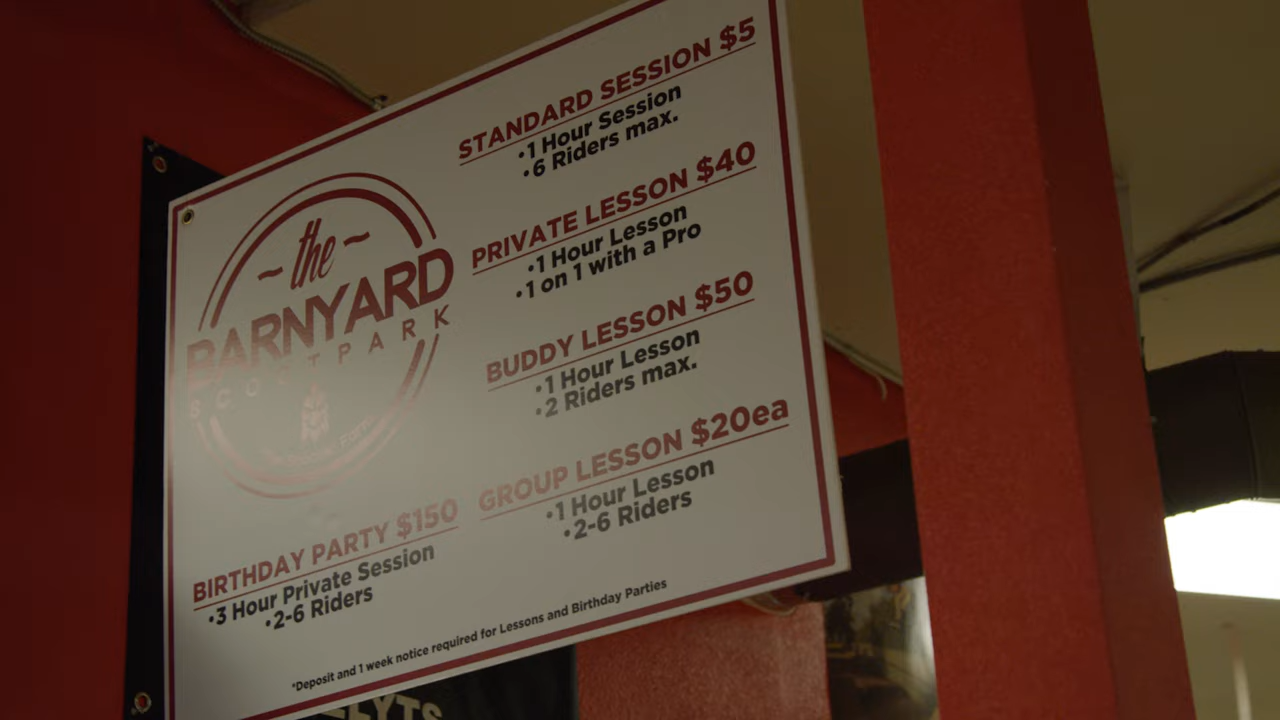 ~ the ~
BARNYARD
SCOOTPARK
BIRTHDAY PARTY $150
•3 Hour Private Session
•2-6 Riders
STANDARD SESSION $5
•1 Hour Session
•6 Riders max.
PRIVATE LESSON $40
•1 Hour Lesson
•1 on 1 with a Pro
BUDDY LESSON $50
•1 Hour Lesson
•2 Riders max.
GROUP LESSON $20ea
•1 Hour Lesson
•2-6 Riders
*Deposit and 1 week notice required for Lessons and Birthday Parties